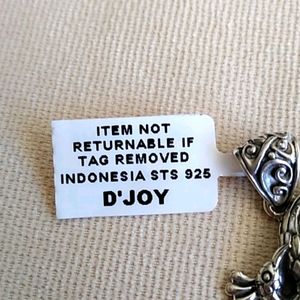 ITEM NOT
RETURNABLE IF
TAG REMOVED
INDONESIA STS 925
D'JOY